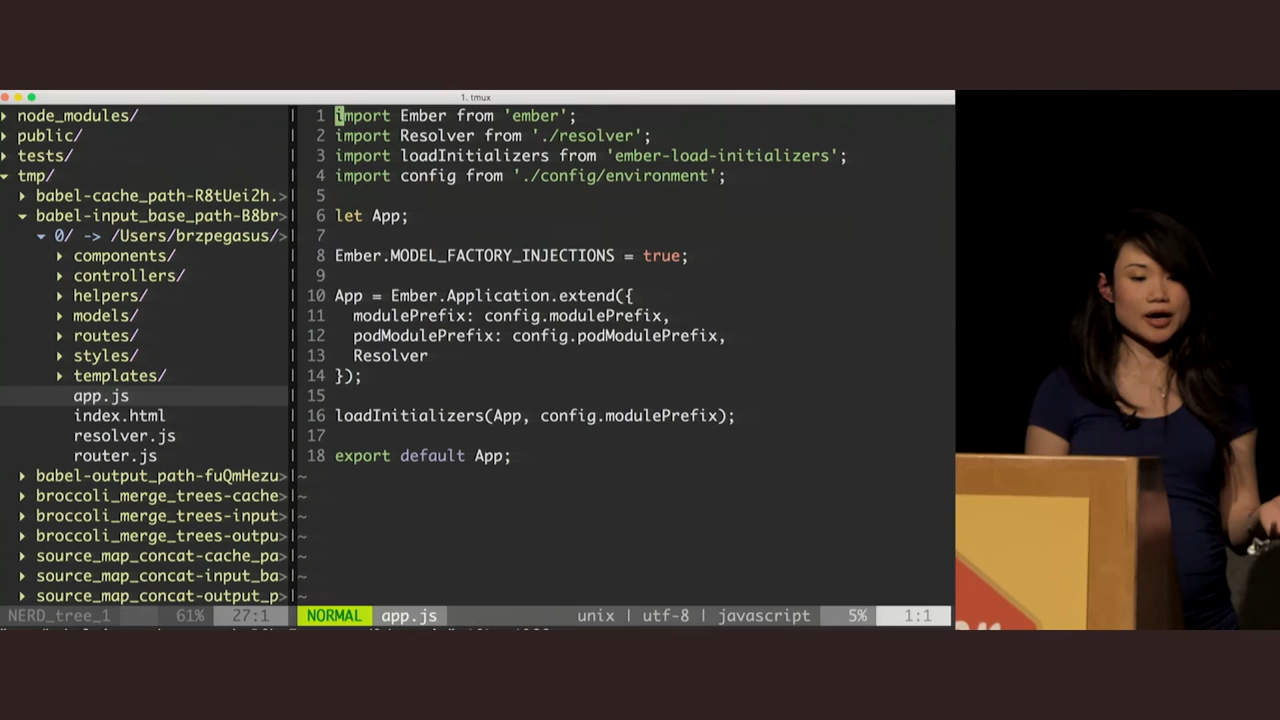 1. tmux
node_modules/
public/
tests/
tmp/
babel-cache_path-R8tUei2h.>
babel-input_base_path-B8br>
0/ -> /Users/brzpegasus/>
components/
controllers/
helpers/
models/
routes/
styles/
templates/
app.js
index.html
resolver.js
router.js
babel-output_path-fuQmHezu>
broccoli_merge_trees-cache>
broccoli_merge_trees-input>
broccoli_merge_trees-outpu>
source_map_concat-cache_pa>
source_map_concat-input_ba>
source_map_concat-output_p>
NERD_tree_1 61% 27:1
1 import Ember from 'ember';
2 import Resolver from './resolver';
3 import loadInitializers from 'ember-load-initializers';
4 import config from './config/environment';
5
6 let App;
7
8 Ember.MODEL_FACTORY_INJECTIONS = true;
9
10 App = Ember.Application.extend({
11 modulePrefix: config.modulePrefix,
12 podModulePrefix: config.podModulePrefix,
13 Resolver
14 });
15
16 loadInitializers(App, config.modulePrefix);
17
18 export default App;
~
~
~
~
~
~
~
NORMAL app.js unix | utf-8 | javascript 5% 1:1